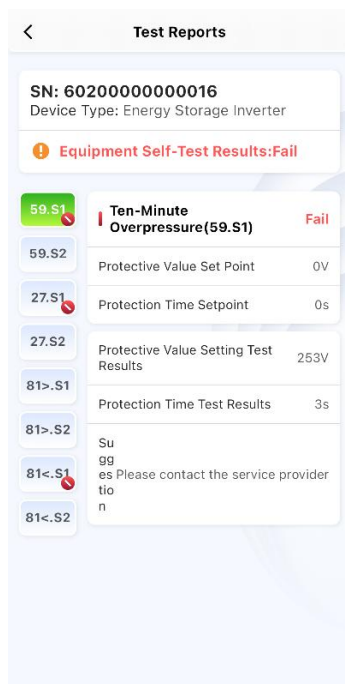 Test Reports
SN: 60200000000016
Device Type: Energy Storage Inverter
Equipment Self-Test Results:Fail
59.S1
59.S2
27.S1
27.S2
81>.S1
81>.S2
81<.S1
81<.S2
Ten-Minute
Overpressure(59.S1)
Fail
Protective Value Set Point 0V
Protection Time Setpoint 0s
Protective Value Setting Test
Results
253V
Protection Time Test Results 3s
Su
gg
es
tio
n
Please contact the service provider